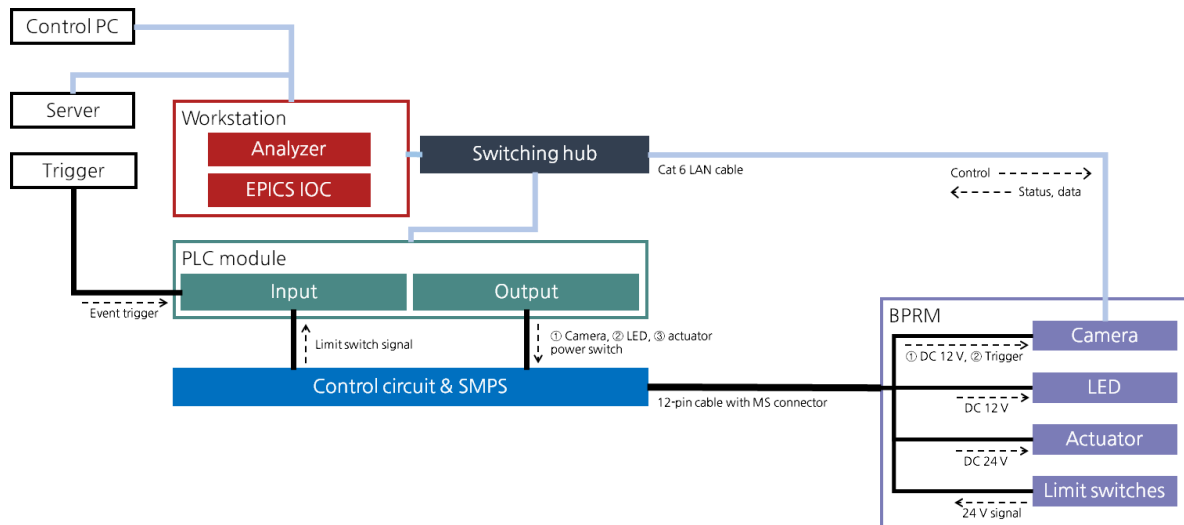 Control PC
Server
Workstation
Analyzer
Switching hub
Cat 6 LAN cable
Control
Status, data
Trigger
EPICS IOC
PLC module
Input
Output
Event trigger
Limit switch signal
① Camera, ② LED, ③ actuator
power switch
BPRM
Camera
① DC 12 V, ② Trigger
Control circuit & SMPS
12-pin cable with MS connector
LED
DC 12 V
Actuator
DC 24 V
Limit switches
24 V signal